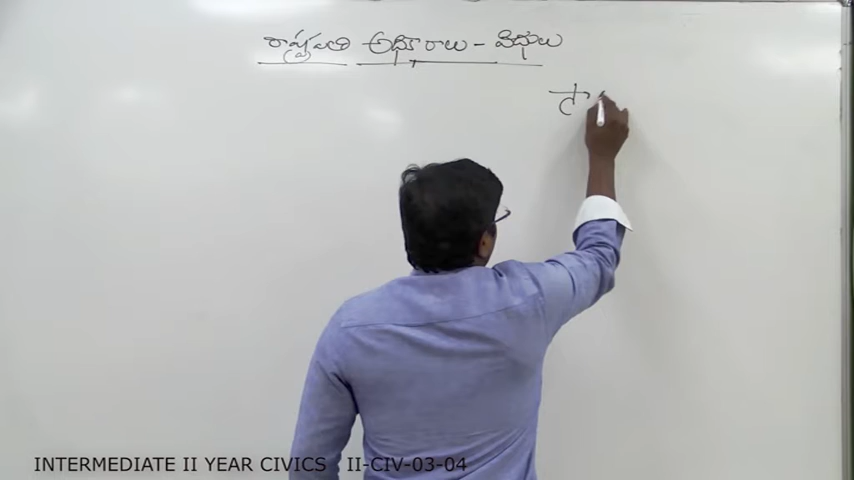 రాష్ట్రపతి అధికారాలు - విధులు
INTERMEDIATE II YEAR CIVICS II-CIV-03-04